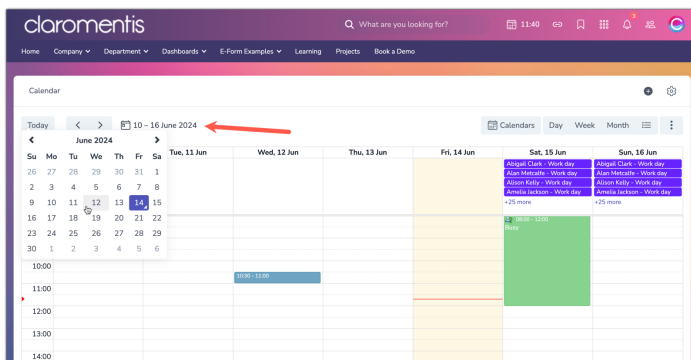 claromentis
What are you looking for?
11:40
3
Home Company Department Dashboards E-Form Examples Learning Projects Book a Demo
Calendar
Today 10 – 16 June 2024 Calendars Day Week Month
June 2024
Su Mo Tu We Th Fr Sa
26 27 28 29 30 31 1
2 3 4 5 6 7 8
9 10 11 12 13 14 15
16 17 18 19 20 21 22
23 24 25 26 27 28 29
30 1 2 3 4 5 6
Tue, 11 Jun Wed, 12 Jun Thu, 13 Jun Fri, 14 Jun Sat, 15 Jun Sun, 16 Jun
Abigail Clark - Work day Abigail Clark - Work day
Alan Metcalfe - Work day Alan Metcalfe - Work day
Alison Kelly - Work day Alison Kelly - Work day
Amelia Jackson - Work day Amelia Jackson - Work day
+25 more +25 more
08:00 - 12:00
Busy
10:00
10:30 - 11:00
11:00
12:00
13:00
14:00